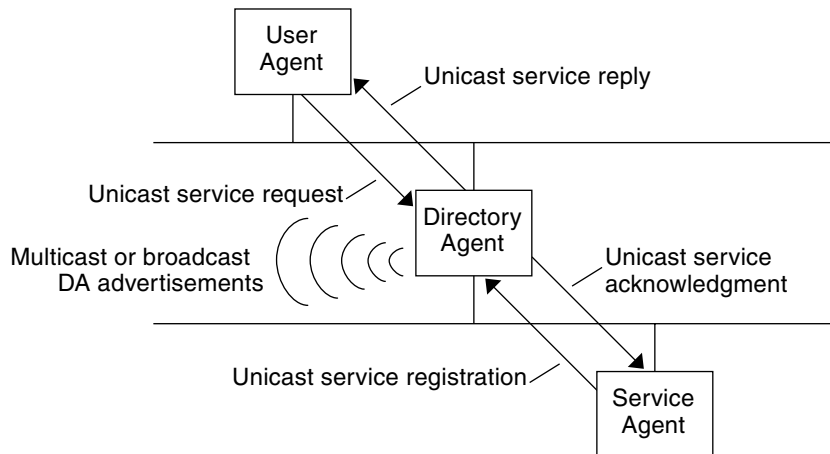 User
Agent
Unicast service reply
Unicast service request
Directory
Agent
Multicast or broadcast
DA advertisements
Unicast service
acknowledgment
Unicast service registration
Service
Agent